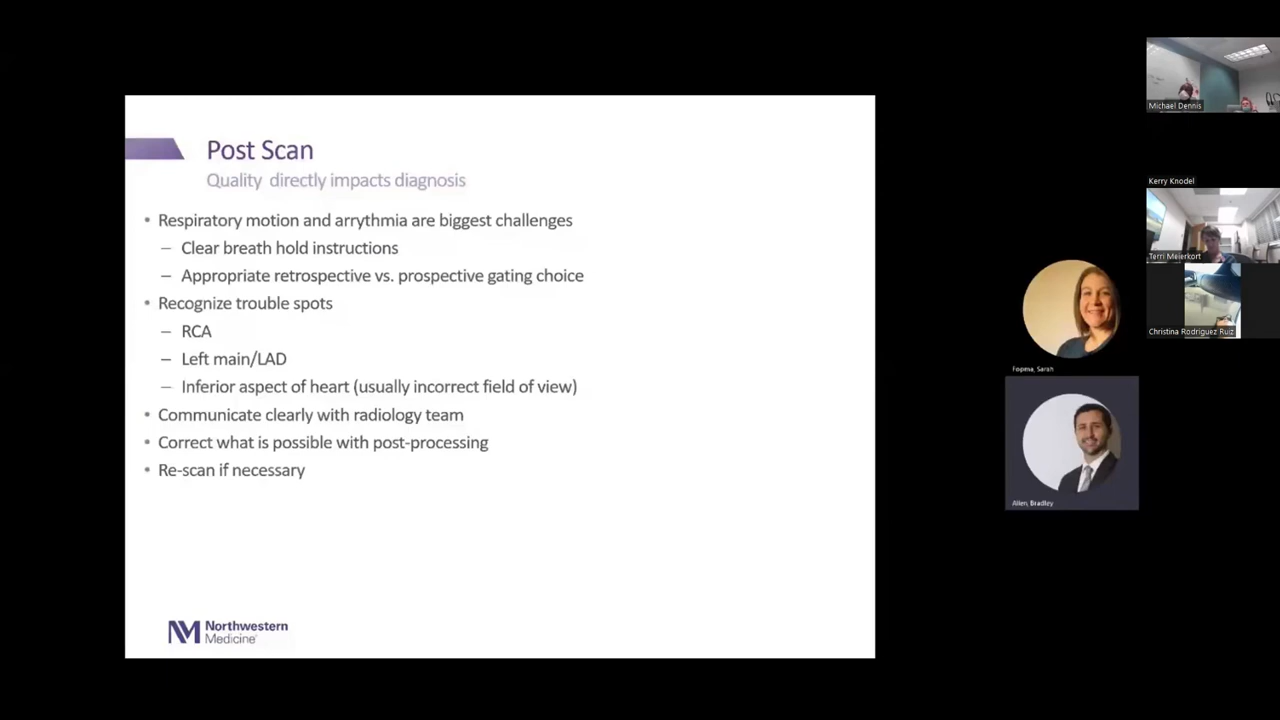 Post Scan
Quality directly impacts diagnosis
• Respiratory motion and arrythmia are biggest challenges
– Clear breath hold instructions
– Appropriate retrospective vs. prospective gating choice
• Recognize trouble spots
– RCA
– Left main/LAD
– Inferior aspect of heart (usually incorrect field of view)
• Communicate clearly with radiology team
• Correct what is possible with post-processing
• Re-scan if necessary
NM Northwestern
Medicine
Michael Dennis
Kerry Knodel
Terri Meierkort
Christina Rodriguez Ruiz
Fopma, Sarah
Allen, Bradley